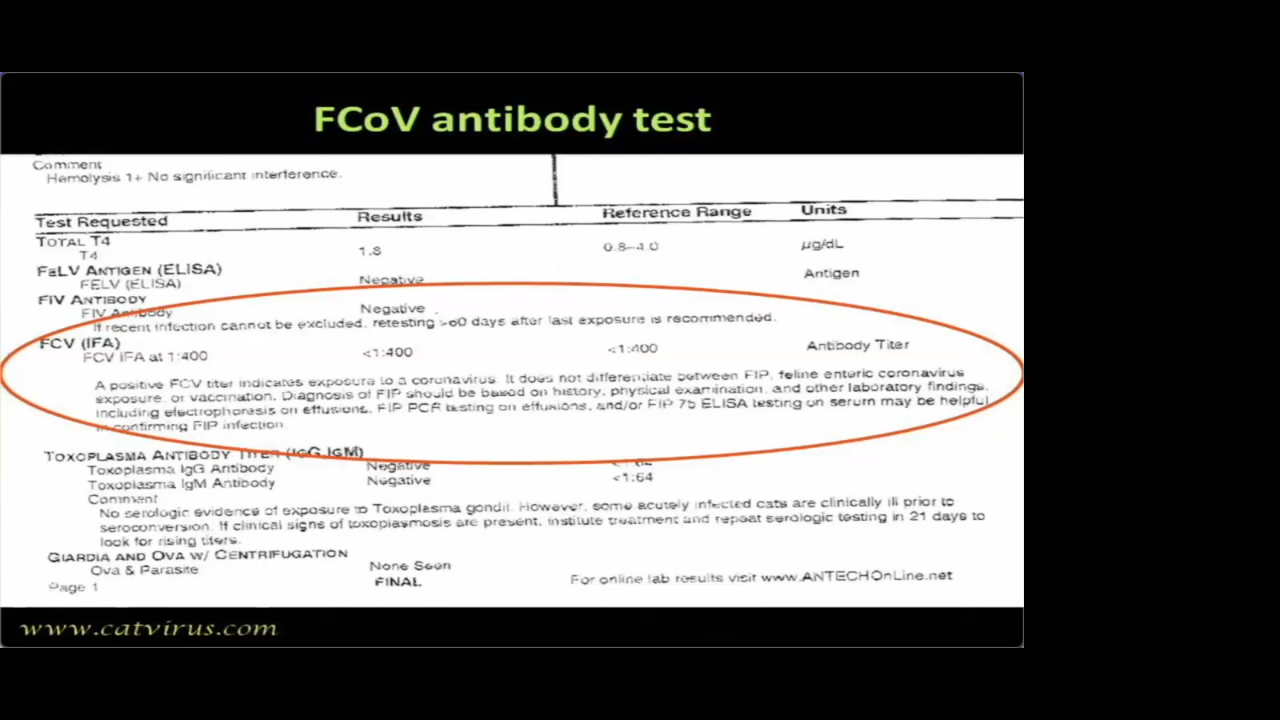 FCoV antibody test
Comment
Hemolysis 1+ No significant interference.
Test Requested Results Reference Range Units
TOTAL T4
T4 1.8 0.8-4.0 µg/dL
FeLV ANTIGEN (ELISA)
FELV (ELISA) Negative Antigen
FIV ANTIBODY
FIV Antibody Negative
If recent infection cannot be excluded, retesting >60 days after last exposure is recommended.
FCV (IFA)
FCV IFA at 1:400 <1:400 <1:400 Antibody Titer
A positive FCV titer indicates exposure to a coronavirus. It does not differentiate between FIP, feline enteric coronavirus
exposure, or vaccination. Diagnosis of FIP should be based on history, physical examination, and other laboratory findings,
including electrophoresis on effusions. FIP PCR testing on effusions, and/or FIP 7b ELISA testing on serum may be helpful
in confirming FIP infection.
TOXOPLASMA ANTIBODY TITER (IgG IgM)
Toxoplasma IgG Antibody Negative
Toxoplasma IgM Antibody Negative <1:64
Comment
No serologic evidence of exposure to Toxoplasma gondii. However, some acutely infected cats are clinically ill prior to
seroconversion. If clinical signs of toxoplasmosis are present, institute treatment and repeat serologic testing in 21 days to
look for rising titers.
GIARDIA AND OVA W/ CENTRIFUGATION
Ova & Parasite None Seen
Page 1 FINAL For online lab results visit www.ANTECHOnLine.net
www.catvirus.com